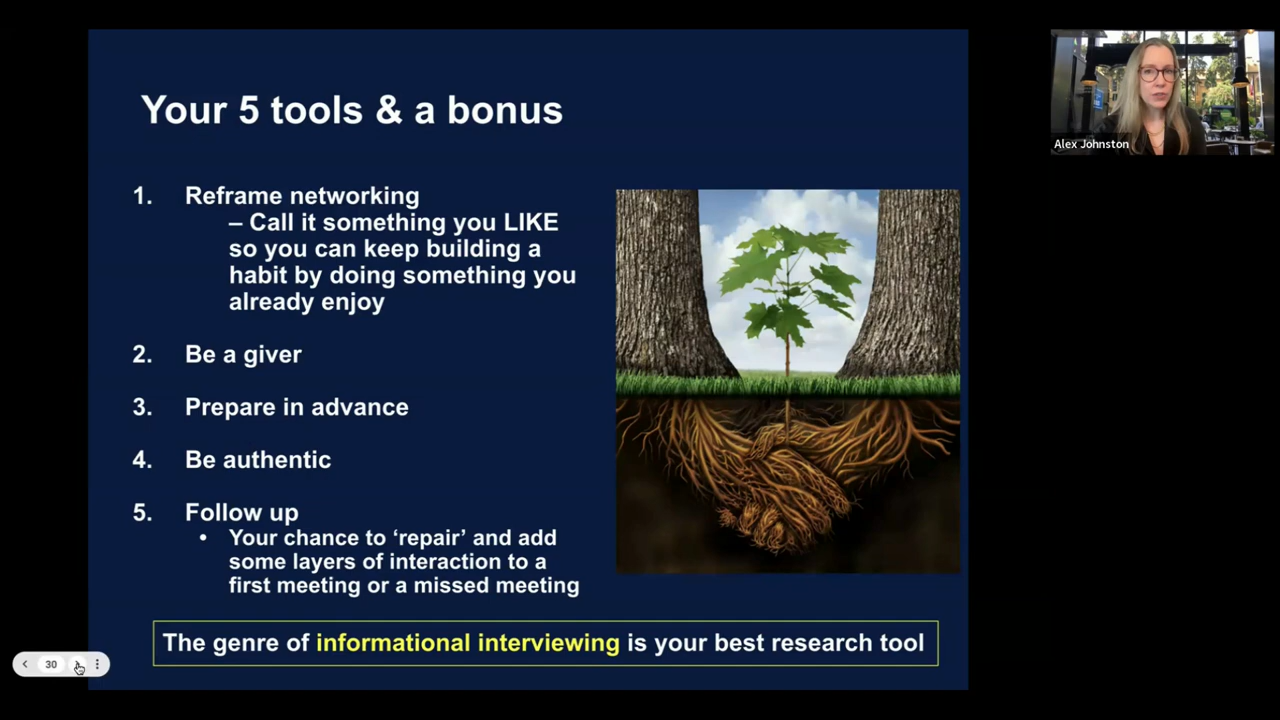 Your 5 tools & a bonus
1. Reframe networking
– Call it something you LIKE
so you can keep building a
habit by doing something you
already enjoy
2. Be a giver
3. Prepare in advance
4. Be authentic
5. Follow up
• Your chance to ‘repair’ and add
some layers of interaction to a
first meeting or a missed meeting
The genre of informational interviewing is your best research tool
30
Alex Johnston